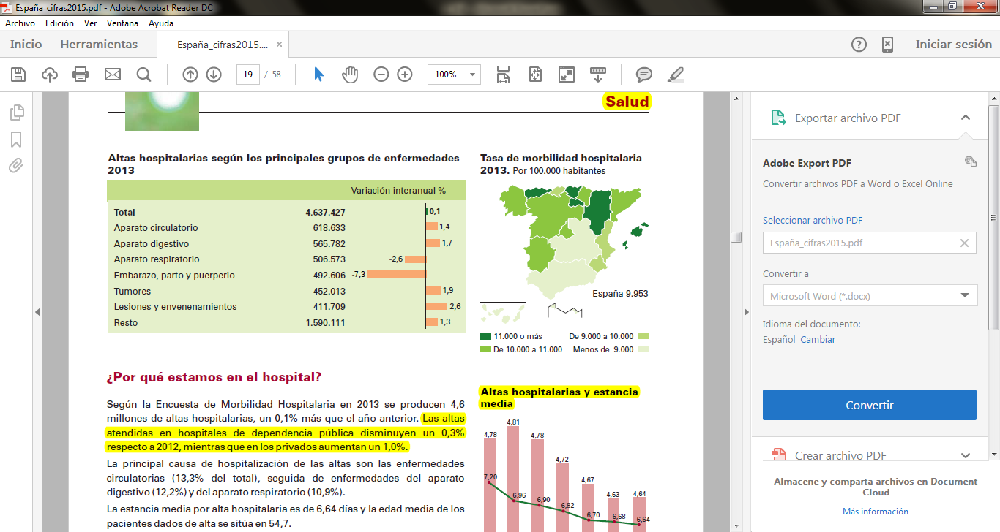 España_cifras2015.pdf - Adobe Acrobat Reader DC
Archivo Edición Ver Ventana Ayuda
Inicio Herramientas España_cifras2015.... × Iniciar sesión
19 / 58 100%
Salud
Altas hospitalarias según los principales grupos de enfermedades
2013
Variación interanual %
Total 4.637.427 0,1
Aparato circulatorio 618.633 1,4
Aparato digestivo 565.782 1,7
Aparato respiratorio 506.573 -2,6
Embarazo, parto y puerperio 492.606 -7,3
Tumores 452.013 1,9
Lesiones y envenenamientos 411.709 2,6
Resto 1.590.111 1,3
Tasa de morbilidad hospitalaria
2013. Por 100.000 habitantes
España 9.953
11.000 o más De 9.000 a 10.000
De 10.000 a 11.000 Menos de 9.000
¿Por qué estamos en el hospital?
Según la Encuesta de Morbilidad Hospitalaria en 2013 se producen 4,6
millones de altas hospitalarias, un 0,1% más que el año anterior. Las altas
atendidas en hospitales de dependencia pública disminuyen un 0,3%
respecto a 2012, mientras que en los privados aumentan un 1,0%.
La principal causa de hospitalización de las altas son las enfermedades
circulatorias (13,3% del total), seguida de enfermedades del aparato
digestivo (12,2%) y del aparato respiratorio (10,9%).
La estancia media por alta hospitalaria es de 6,64 días y la edad media de los
pacientes dados de alta se sitúa en 54,7.
Altas hospitalarias y estancia
media
4,78 4,81 4,78 4,72 4,67 4,63 4,64
7,20 6,96 6,90 6,82 6,70 6,68 6,64
Exportar archivo PDF
Adobe Export PDF
Convertir archivos PDF a Word o Excel Online
Seleccionar archivo PDF
España_cifras2015.pdf
Convertir a
Microsoft Word (*.docx)
Idioma del documento:
Español Cambiar
Convertir
Crear archivo PDF
Almacene y comparta archivos en Document
Cloud
Más información